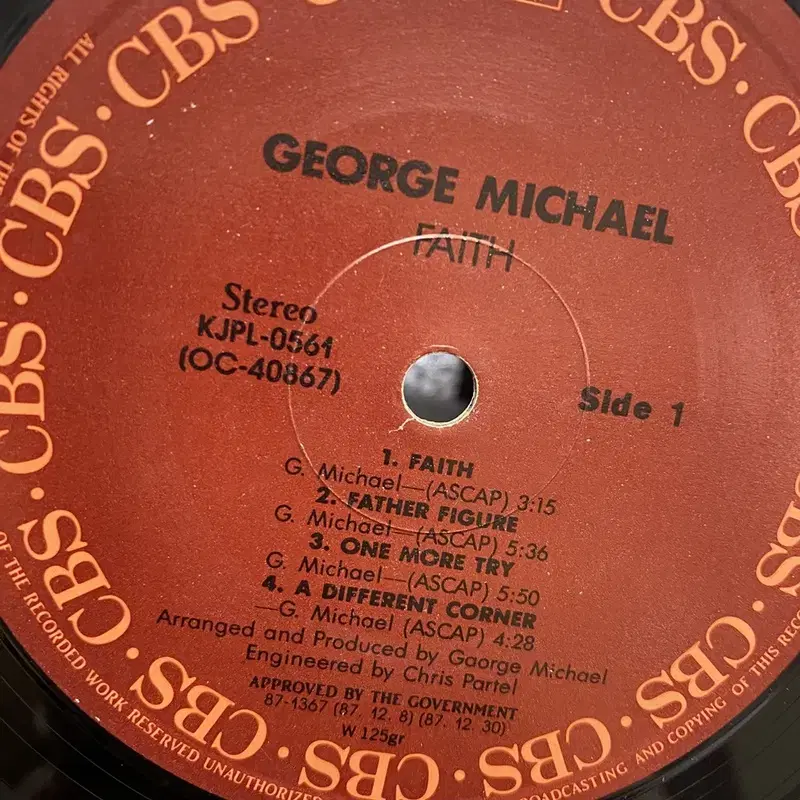 GEORGE MICHAEL
FAITH
Stereo
KJPL-0561
(OC-40867)
Side 1
1. FAITH
G. Michael—(ASCAP) 3:15
2. FATHER FIGURE
G. Michael—(ASCAP) 5:36
3. ONE MORE TRY
G. Michael—(ASCAP) 5:50
4. A DIFFERENT CORNER
—G. Michael (ASCAP) 4:28
Arranged and Produced by Gaorge Michael
Engineered by Chris Partel
APPROVED BY THE GOVERNMENT
87-1367 (87. 12. 8) (87. 12. 30)
W 125gr
CBS · CBS · CBS · CBS · CBS · CBS · CBS · CBS · CBS · CBS · CBS · CBS
ALL RIGHTS OF THE
OF THE RECORDED WORK RESERVED UNAUTHORIZED
BROADCASTING AND COPYING OF THIS